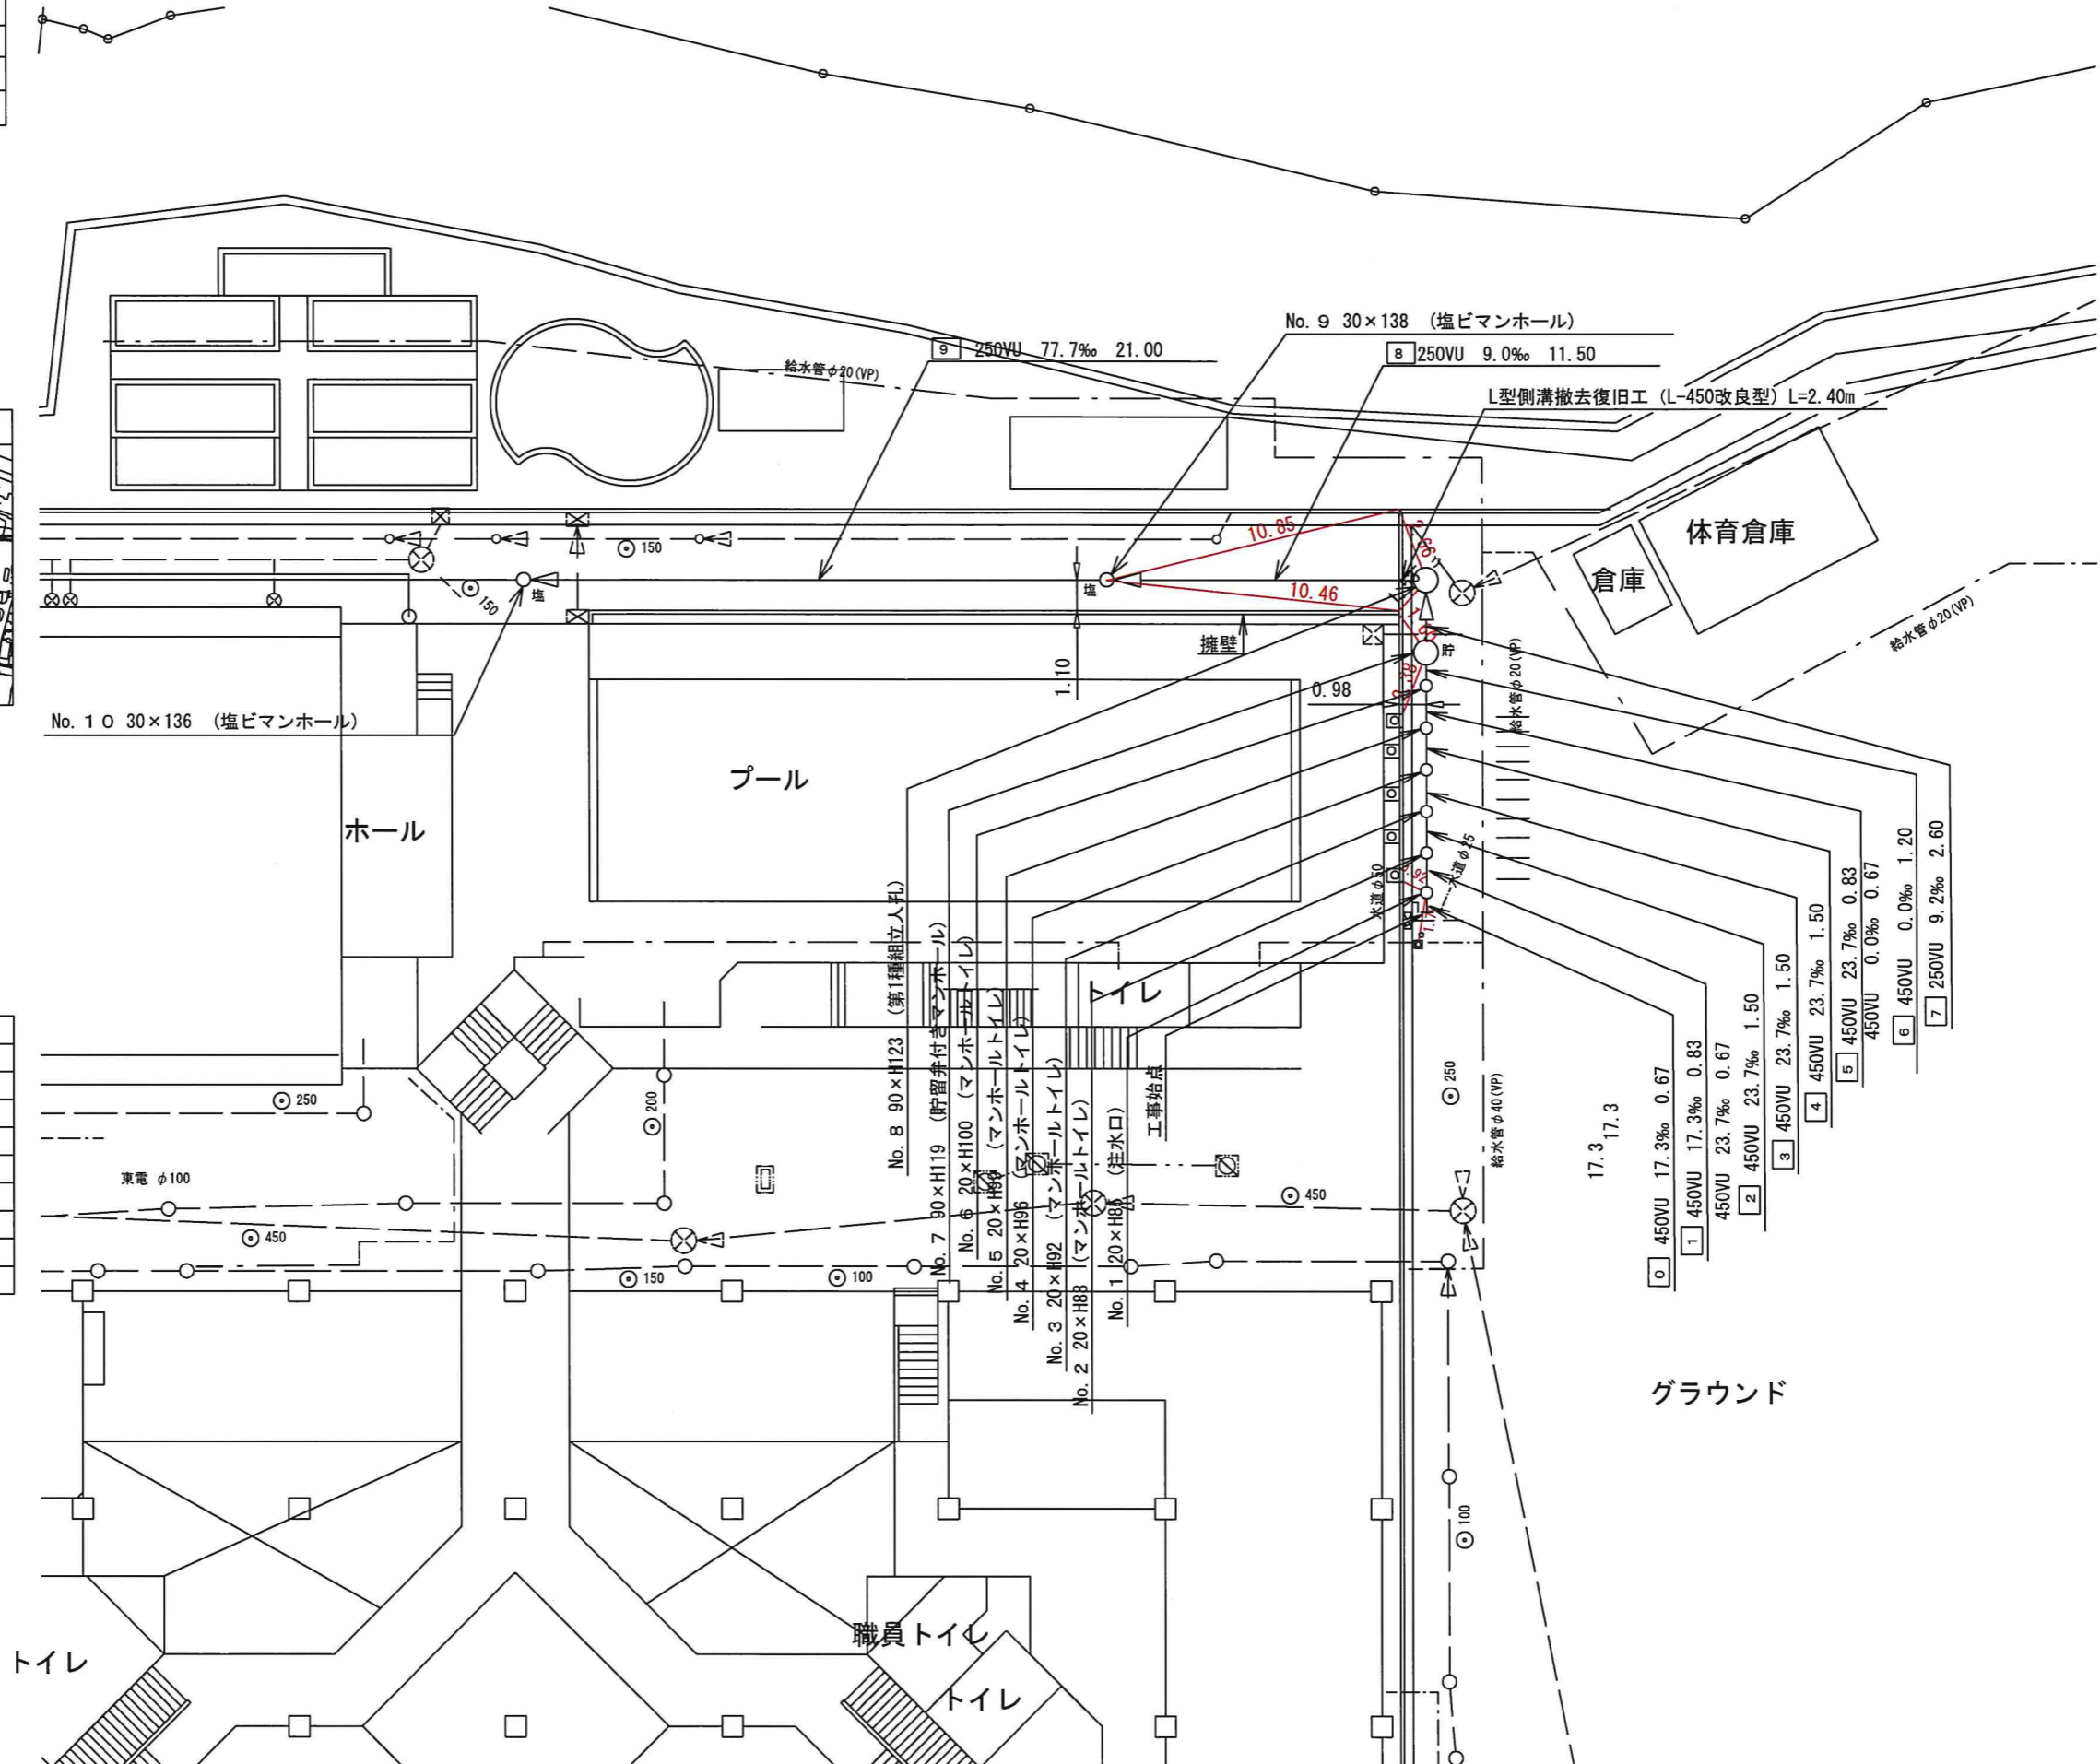 No. 9 30×138 （塩ビマンホール）
9 250VU 77.7‰ 21.00
8 250VU 9.0‰ 11.50
給水管φ20(VP)
L型側溝撤去復旧工（L-450改良型）L=2.40m
体育倉庫
倉庫
10.85
150
150
塩
塩
10.46
擁壁
1.10
貯
0.98
給水管φ20(VP)
給水管φ20(VP)
No. 10 30×136 （塩ビマンホール）
プール
ホール
水道φ50
水道φ25
トイレ
No. 8 90×H123 （第1種組立人孔）
No. 7 90×H119 （貯留弁付きマンホール）
No. 6 20×H100 （マンホールトイレ）
No. 5 20×H99 （マンホールトイレ）
No. 4 20×H96 （マンホールトイレ）
No. 3 20×H92 （マンホールトイレ）
No. 2 20×H88 （マンホールトイレ）
No. 1 20×H85 （注水口）
工事始点
17.3
17.3
0 450VU 17.3‰ 0.67
1 450VU 17.3‰ 0.83
450VU 23.7‰ 0.67
2 450VU 23.7‰ 1.50
3 450VU 23.7‰ 1.50
4 450VU 23.7‰ 1.50
5 450VU 23.7‰ 0.83
450VU 0.0‰ 0.67
6 450VU 0.0‰ 1.20
7 250VU 9.2‰ 2.60
250
200
250
給水管φ40(VP)
東電 φ100
450
450
150
100
グラウンド
100
職員トイレ
トイレ
トイレ